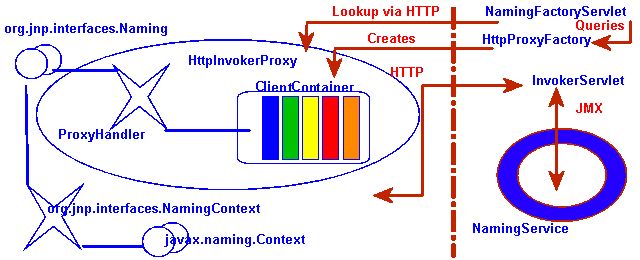 Lookup via HTTP
NamingFactoryServlet
Queries
org.jnp.interfaces.Naming
Creates
HttpProxyFactory
HttpInvokerProxy
HTTP
InvokerServlet
ClientContainer
JMX
ProxyHandler
org.jnp.interfaces.NamingContext
NamingService
javax.naming.Context